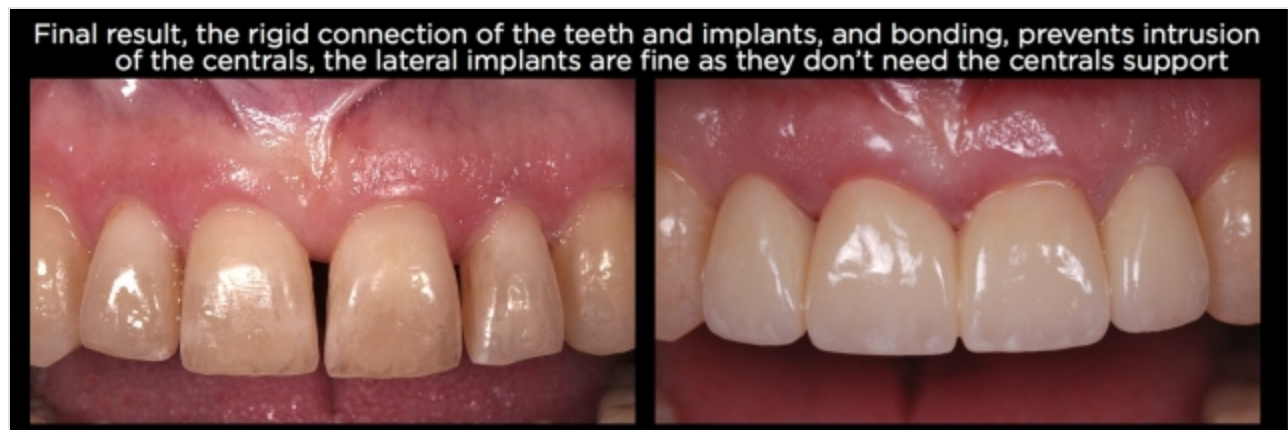 Final result, the rigid connection of the teeth and implants, and bonding, prevents intrusion
of the centrals, the lateral implants are fine as they don’t need the centrals support